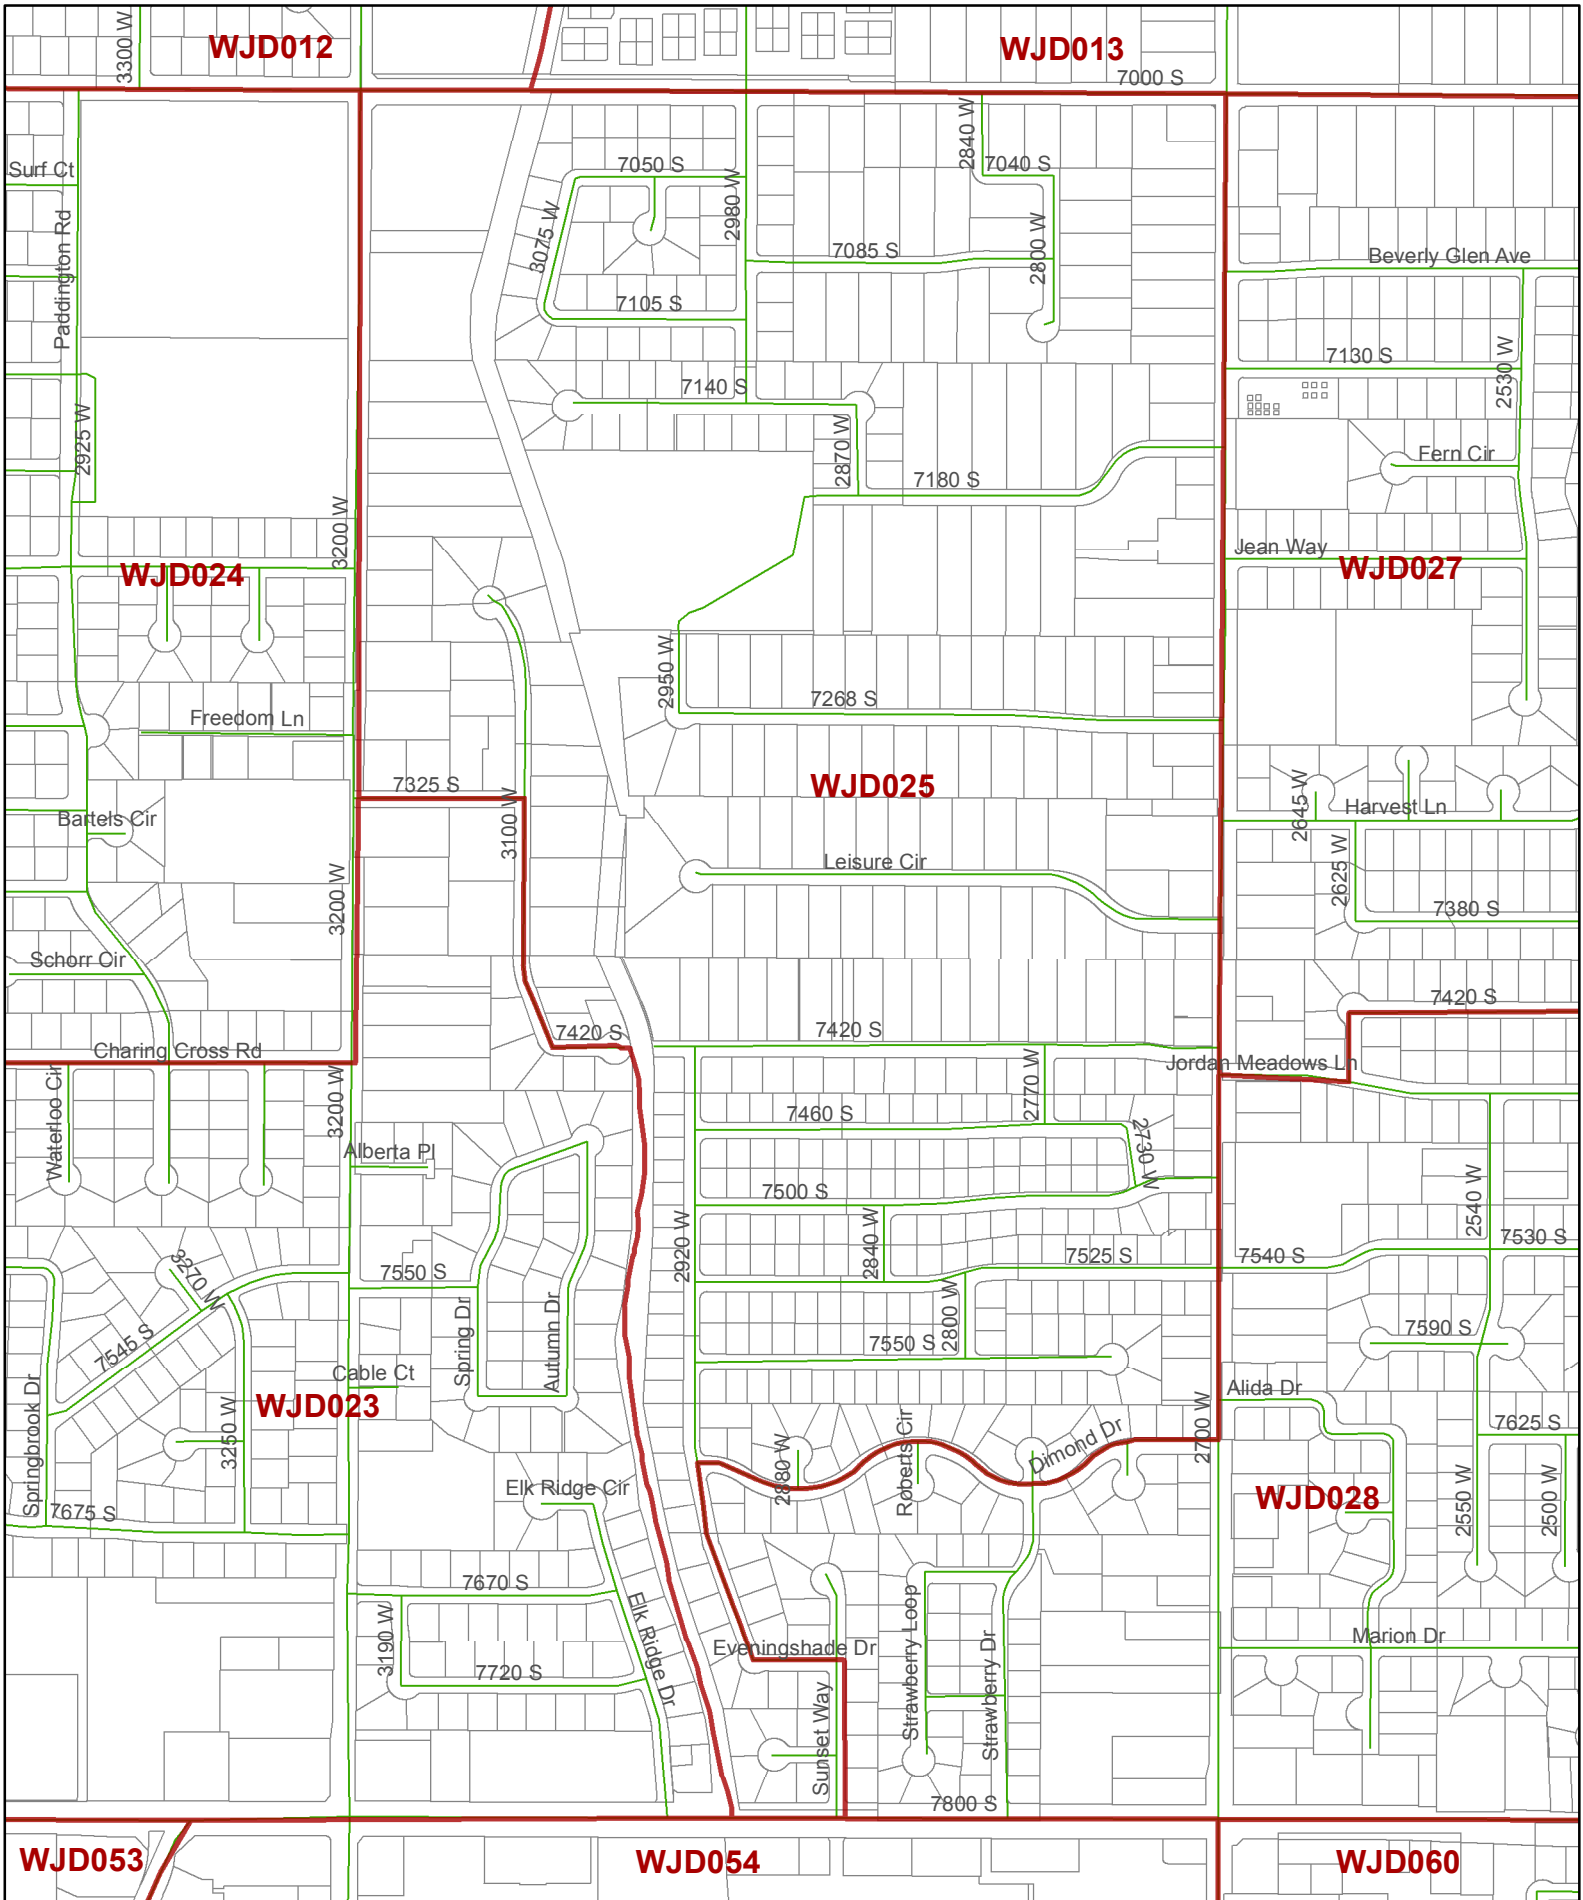 3300 W
WJD012
WJD013
7000 S
2840 W
7050 S
7040 S
Surf Ct
2980 W
3075 W
2800 W
Paddington Rd
7085 S
Beverly Glen Ave
7105 S
7130 S
2530 W
7140 S
2925 W
2870 W
Fern Cir
7180 S
3200 W
Jean Way
WJD024
WJD027
2950 W
7268 S
Freedom Ln
7325 S
WJD025
2645 W
Harvest Ln
Bartels Cir
3100 W
Leisure Cir
2625 W
3200 W
7380 S
Schorr Cir
7420 S
7420 S
7420 S
Charing Cross Rd
Jordan Meadows Ln
2770 W
3200 W
Waterloo Cir
7460 S
2730 W
Alberta Pl
7500 S
2540 W
2920 W
2840 W
7530 S
7525 S
7540 S
3270 W
7550 S
2800 W
7590 S
7545 S
Spring Dr
Autumn Dr
7550 S
Cable Ct
Alida Dr
WJD023
Springbrook Dr
3250 W
2700 W
7625 S
Roberts Cir
Dimond Dr
2880 W
Elk Ridge Cir
WJD028
2550 W
2500 W
7675 S
7670 S
Elk Ridge Dr
Strawberry Loop
3190 W
Eveningshade Dr
Strawberry Dr
Marion Dr
7720 S
Sunset Way
7800 S
WJD053
WJD054
WJD060